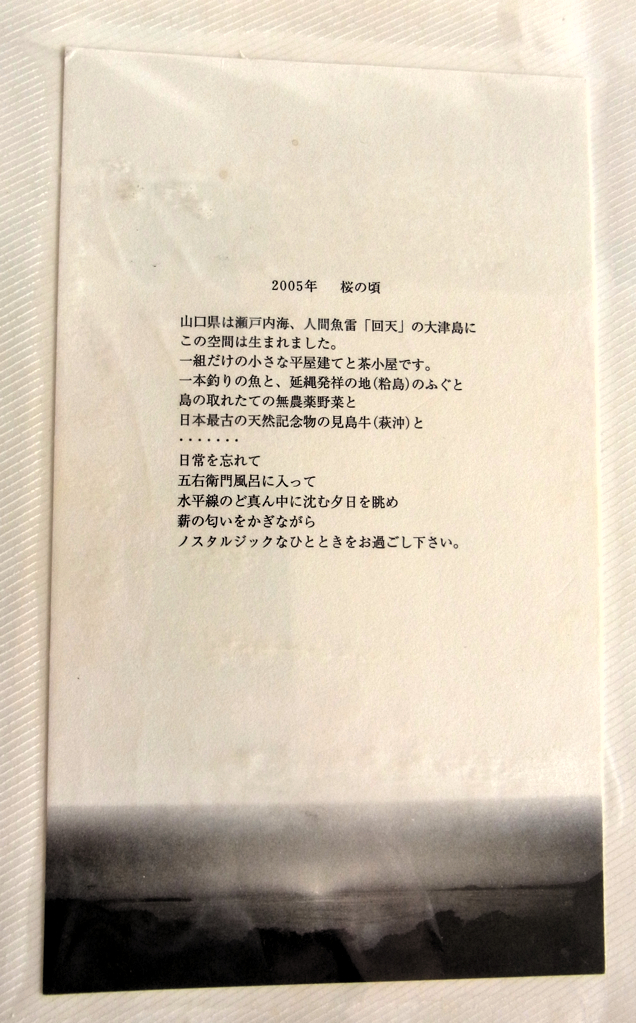 2005年　桜の頃
山口県は瀬戸内海、人間魚雷「回天」の大津島に
この空間は生まれました。
一組だけの小さな平屋建てと茶小屋です。
一本釣りの魚と、延縄発祥の地(粭島)のふぐと
島の取れたての無農薬野菜と
日本最古の天然記念物の見島牛(萩沖)と
・・・・・・・
日常を忘れて
五右衛門風呂に入って
水平線のど真ん中に沈む夕日を眺め
薪の匂いをかぎながら
ノスタルジックなひとときをお過ごし下さい。